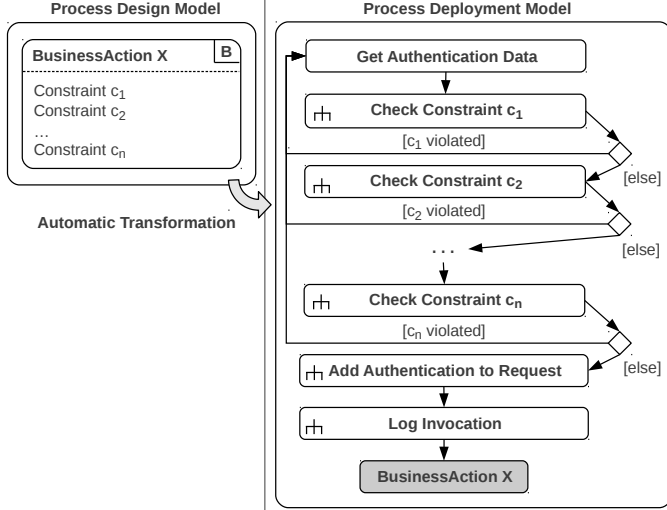 Process Design Model
BusinessAction X
B
Constraint c1
Constraint c2
...
Constraint cn
Automatic Transformation
Process Deployment Model
Get Authentication Data
Check Constraint c1
[c1 violated]
[else]
Check Constraint c2
[c2 violated]
[else]
...
Check Constraint cn
[cn violated]
[else]
Add Authentication to Request
Log Invocation
BusinessAction X